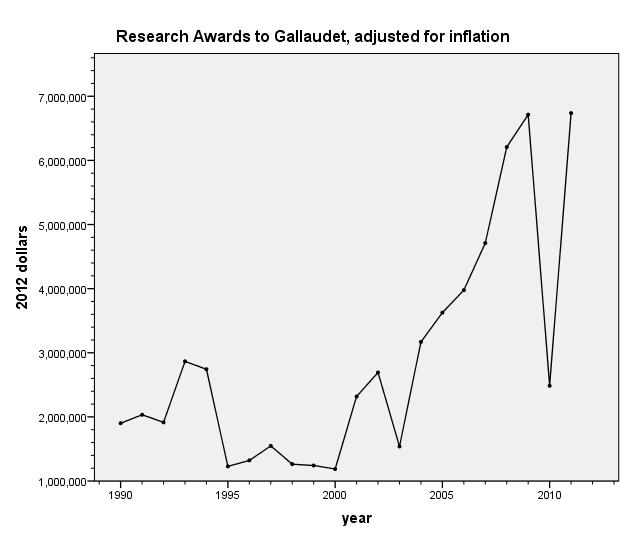 Research Awards to Gallaudet, adjusted for inflation
7,000,000
6,000,000
5,000,000
4,000,000
3,000,000
2,000,000
1,000,000
2012 dollars
1990 1995 2000 2005 2010
year